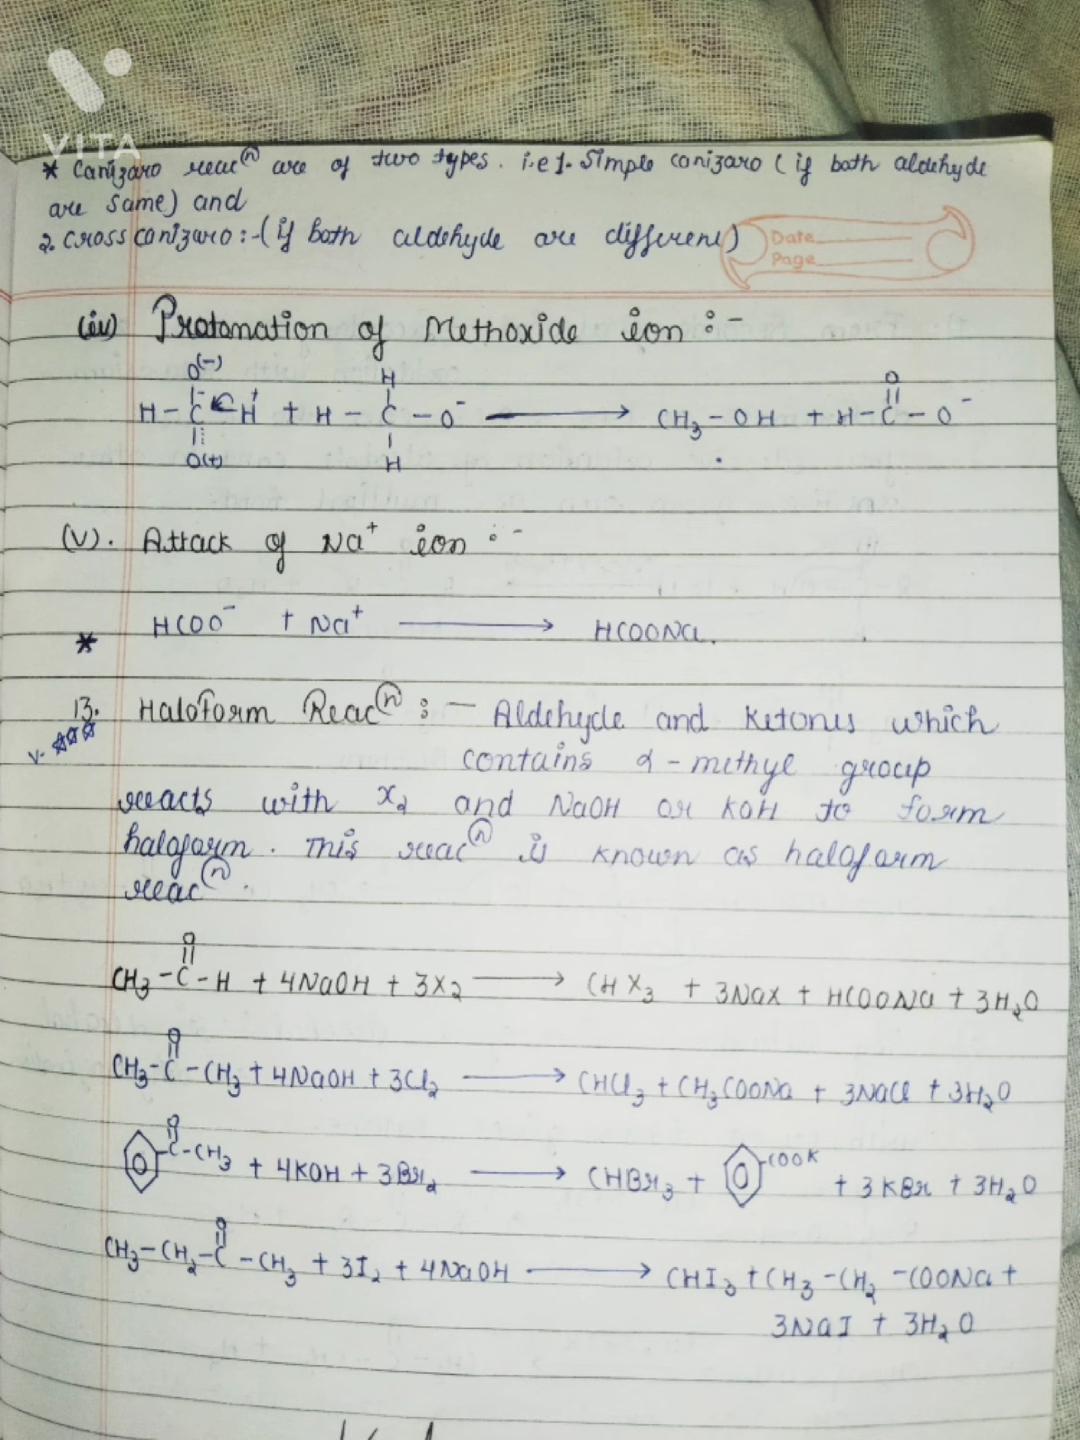 VITA
* Canizaro reac(n) are of two types. i.e 1. Simple canizaro ( if both aldehyde
are same) and
2. cross canizaro :- ( if both aldehyde are different)
Date
Page
(iv) Protonation of Methoxide ion :-
O(-) H O
H - C H+ + H - C - O- → CH3 - OH + H - C - O-
O(+) H
(V). Attack of Na+ ion :-
HCOO- + Na+ → HCOONa.
*
13. Haloform Reac(n) :- Aldehyde and Ketones which
V. ☆☆☆
contains α - methyl group
reacts with X2 and NaOH or KOH to form
haloform. This reac(n) is known as haloform
reac(n).
O
CH3 - C - H + 4NaOH + 3X2 → CHX3 + 3NaX + HCOONa + 3H2O
O
CH3 - C - CH3 + 4NaOH + 3Cl2 → CHCl3 + CH3COONa + 3NaCl + 3H2O
O
C - CH3 + 4KOH + 3Br2 → CHBr3 + COOK + 3KBr + 3H2O
O
CH3 - CH2 - C - CH3 + 3I2 + 4NaOH → CHI3 + CH3 - CH2 - COONa +
3NaI + 3H2O